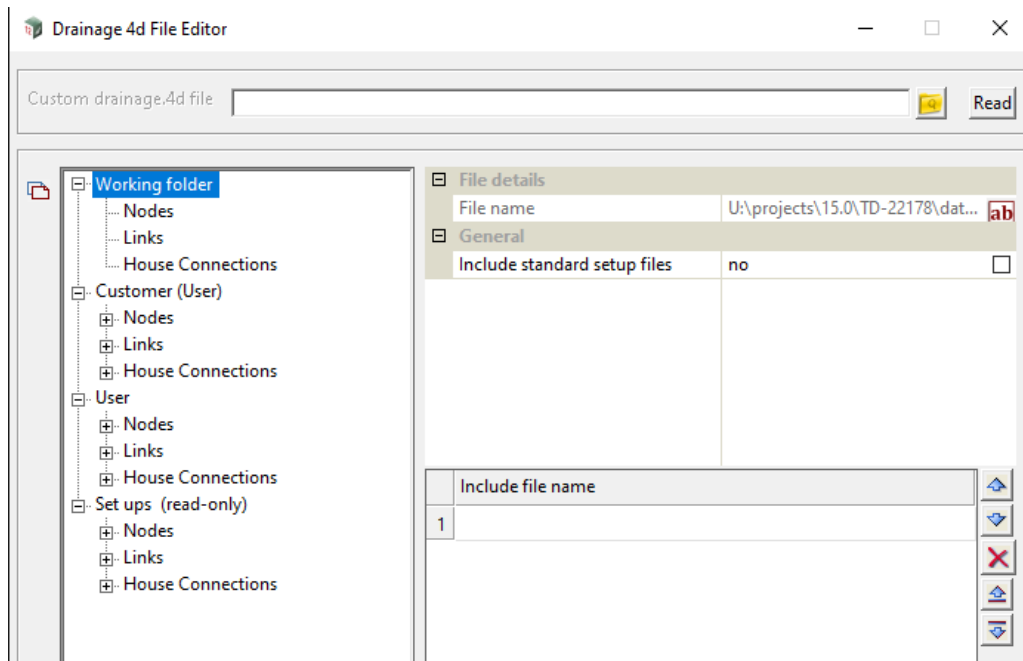 Drainage 4d File Editor
Custom drainage.4d file
Read
Working folder
Nodes
Links
House Connections
Customer (User)
Nodes
Links
House Connections
User
Nodes
Links
House Connections
Set ups (read-only)
Nodes
Links
House Connections
File details
File name U:\projects\15.0\TD-22178\dat... ab
General
Include standard setup files no
Include file name
1